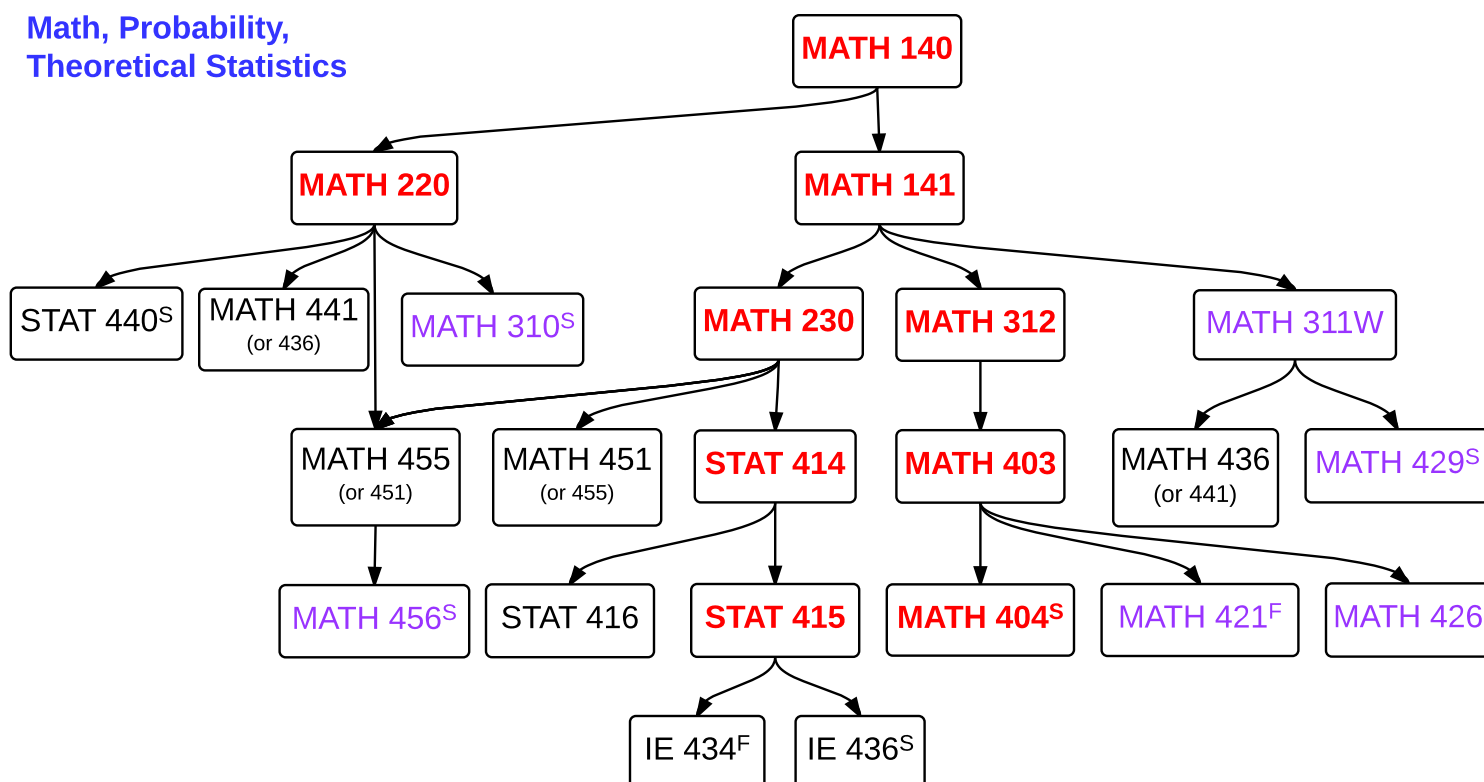 Math, Probability,
Theoretical Statistics
MATH 140
MATH 220
MATH 141
STAT 440ˢ
MATH 441
(or 436)
MATH 310ˢ
MATH 230
MATH 312
MATH 311W
MATH 455
(or 451)
MATH 451
(or 455)
STAT 414
MATH 403
MATH 436
(or 441)
MATH 429ˢ
MATH 456ˢ
STAT 416
STAT 415
MATH 404ˢ
MATH 421ꟳ
MATH 426
IE 434ꟳ
IE 436ˢ